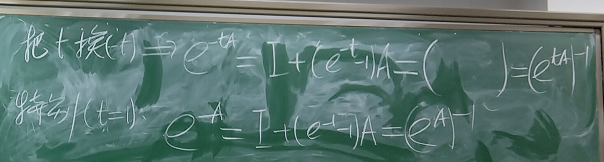 把t换(-t) ⇒ e^{-tA} = I+(e^{-t}-1)A = (    ) = (e^{tA})^{-1}
特别(t=1): e^{-A} = I+(e^{-1}-1)A = (e^A)^{-1}